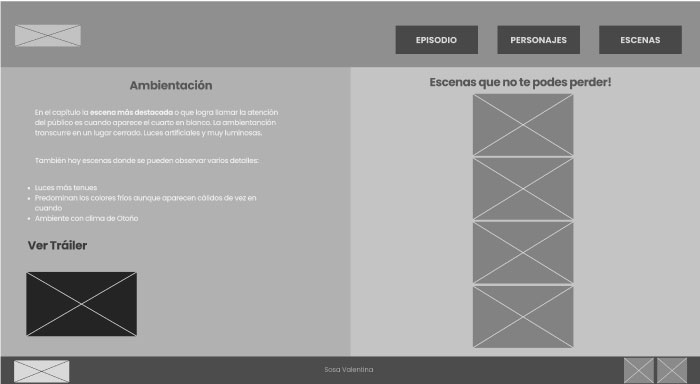 EPISODIO
PERSONAJES
ESCENAS
Ambientación
En el capítulo la escena más destacada o que logra llamar la atención
del público es cuando aparece el cuarto en blanco. La ambientanción
transcurre en un lugar cerrado. Luces artificiales y muy luminosas.
También hay escenas donde se pueden observar varios detalles:
• Luces más tenues
• Predominan los colores fríos aunque aparecen cálidos de vez en
cuando
• Ambiente con clima de Otoño
Ver Tráiler
Escenas que no te podes perder!
Sosa Valentina